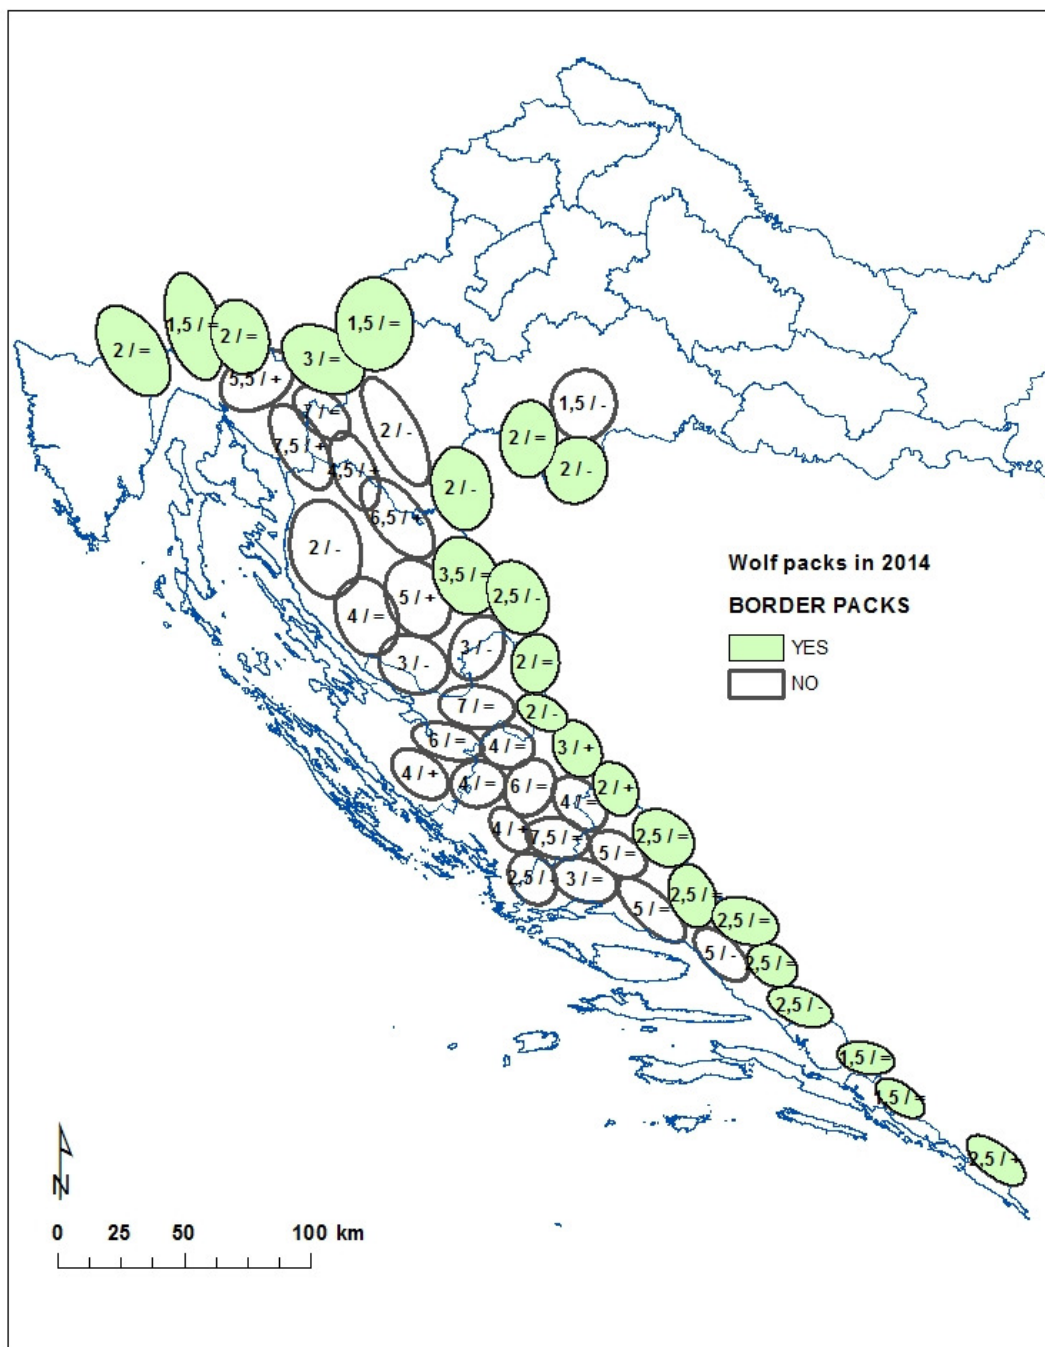 1,5 / =
1,5 / =
2 / =
2 / =
3 / =
5,5 / +
1,5 / -
7 / =
2 / -
2 / =
7,5 / +
4,5 / +
2 / -
2 / -
6,5 / +
2 / -
3,5 / =
2,5 / -
5 / +
4 / =
3 / -
3 / -
2 / =
7 / =
2 / -
6 / =
4 / =
3 / +
4 / +
4 / =
6 / =
2 / +
4 / =
4 / +
7,5 / =
2,5 / =
5 / =
2,5 / -
3 / =
2,5 / =
5 / =
2,5 / =
5 / -
2,5 / =
2,5 / -
1,5 / =
1,5 / =
2,5 / +
Wolf packs in 2014
BORDER PACKS
YES
NO
N
0 25 50 100 km